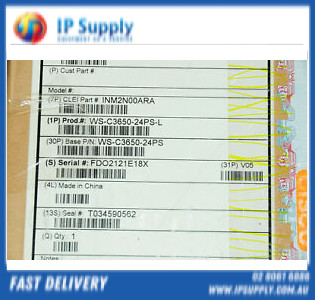 IP Supply
(P) Cust Part #
Model #:
(7P) CLEI Part # INM2N00ARA
(1P) Prod.#: WS-C3650-24PS-L
(30P) Base P/N: WS-C3650-24PS
(S) Serial #: FDO2121E18X
(31P) V05
(4L) Made in China
(13S) Seal # T034590562
(Q) Qty: 1
Notes
CISCO
FAST DELIVERY
02 8061 6666
WWW.IPSUPPLY.COM.AU